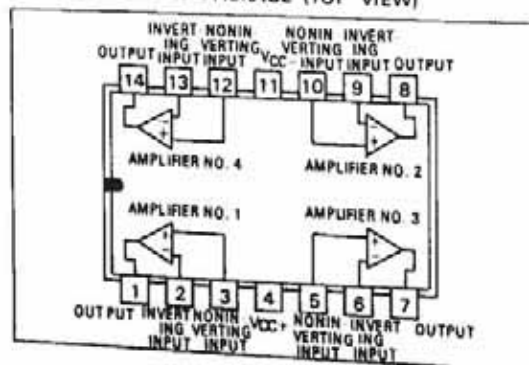 (TOP VIEW)
INVERT NONIN NONIN INVERT
ING VERTING VERTING ING
OUTPUT INPUT INPUT VCC- INPUT INPUT OUTPUT
14 13 12 11 10 9 8
- + + -
AMPLIFIER NO. 4 AMPLIFIER NO. 2
AMPLIFIER NO. 1 AMPLIFIER NO. 3
+ - + -
1 2 3 4 5 6 7
OUTPUT INVERT NONIN VCC+ NONIN INVERT OUTPUT
ING VERTING VERTING ING
INPUT INPUT INPUT INPUT